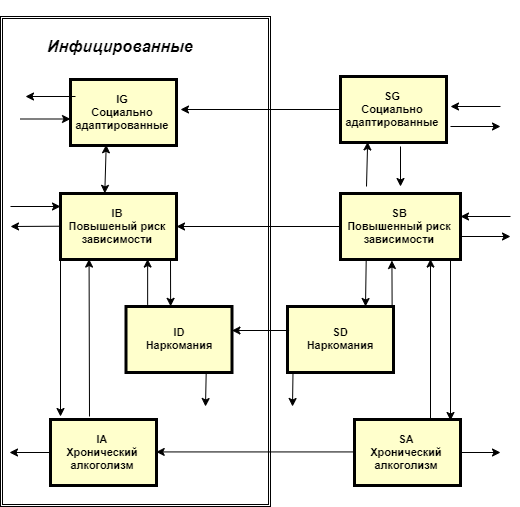 Инфицированные
IG
Социально
адаптированные
SG
Социально
адаптированные
IB
Повышеный риск
зависимости
SB
Повышенный риск
зависимости
ID
Наркомания
SD
Наркомания
IA
Хронический
алкоголизм
SA
Хронический
алкоголизм